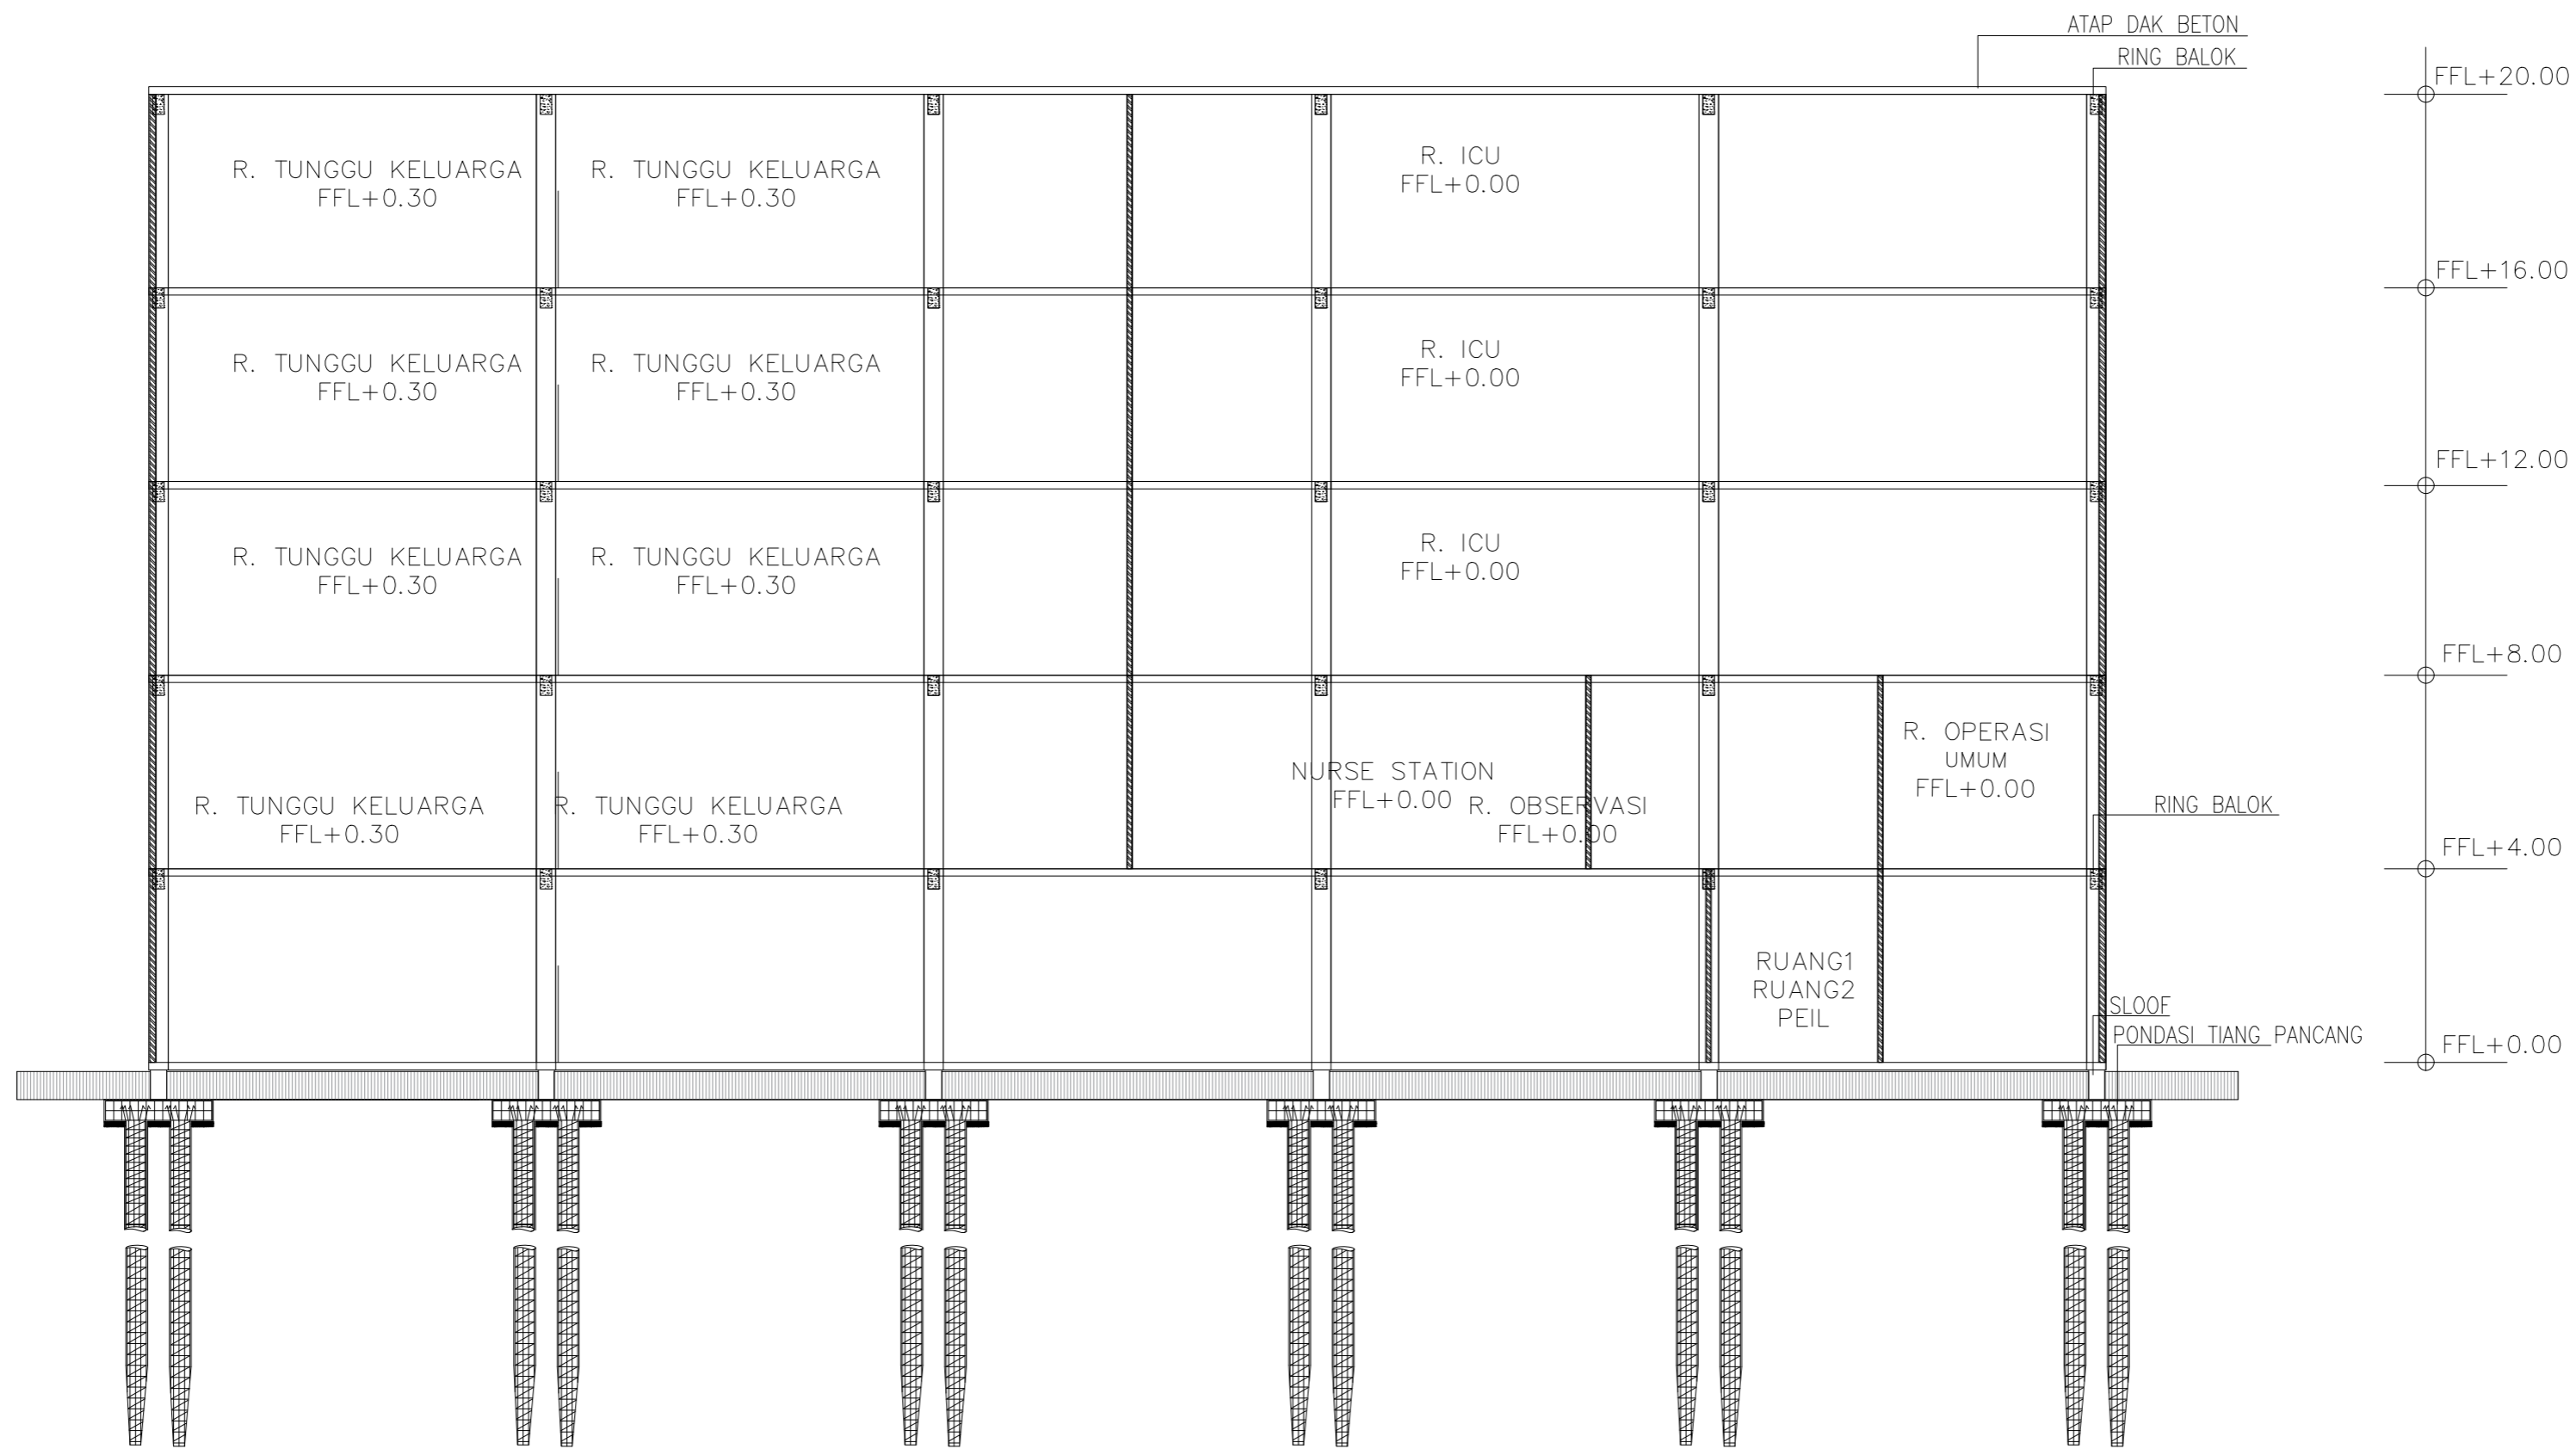 ATAP DAK BETON
RING BALOK
FFL+20.00
R. TUNGGU KELUARGA
FFL+0.30
R. TUNGGU KELUARGA
FFL+0.30
R. ICU
FFL+0.00
FFL+16.00
R. TUNGGU KELUARGA
FFL+0.30
R. TUNGGU KELUARGA
FFL+0.30
R. ICU
FFL+0.00
FFL+12.00
R. TUNGGU KELUARGA
FFL+0.30
R. TUNGGU KELUARGA
FFL+0.30
R. ICU
FFL+0.00
FFL+8.00
R. TUNGGU KELUARGA
FFL+0.30
R. TUNGGU KELUARGA
FFL+0.30
NURSE STATION
FFL+0.00
R. OBSERVASI
FFL+0.00
R. OPERASI
UMUM
FFL+0.00
RING BALOK
FFL+4.00
RUANG1
RUANG2
PEIL
SLOOF
PONDASI TIANG PANCANG
FFL+0.00